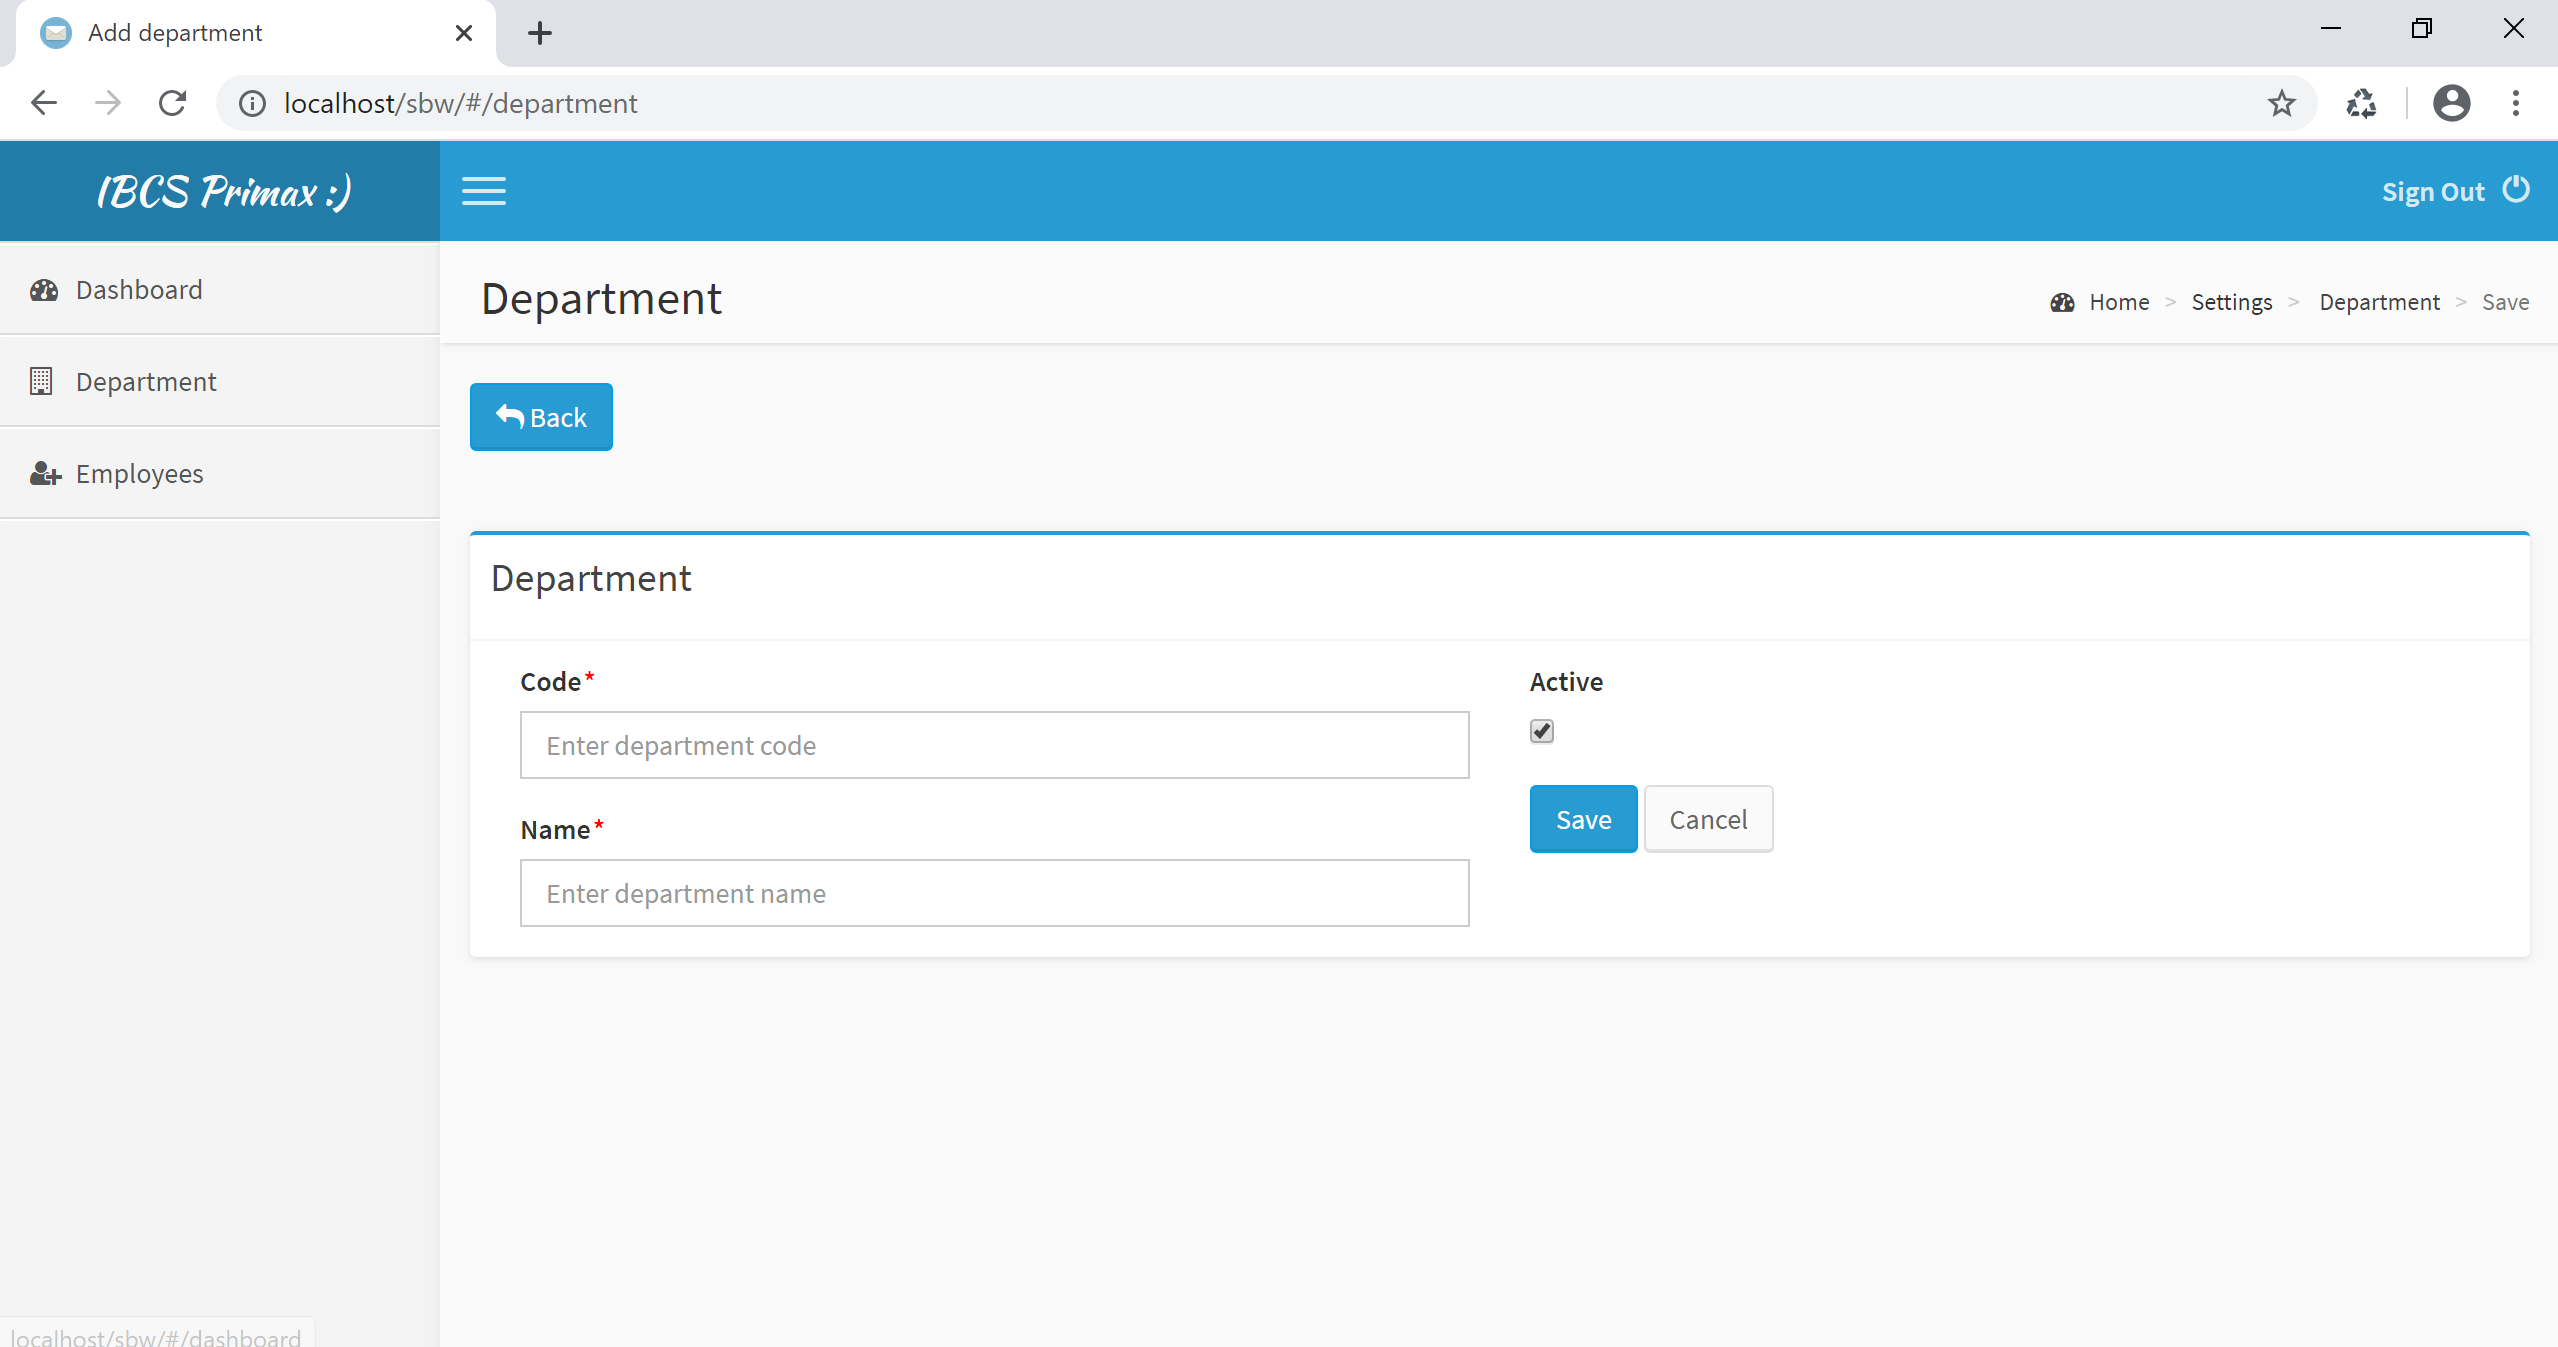 Add department
localhost/sbw/#/department
IBCS Primax :)
Sign Out
Dashboard
Department
Employees
Department
Home > Settings > Department > Save
Back
Department
Code*
Enter department code
Name*
Enter department name
Active
Save Cancel
localhost/sbw/#/dashboard